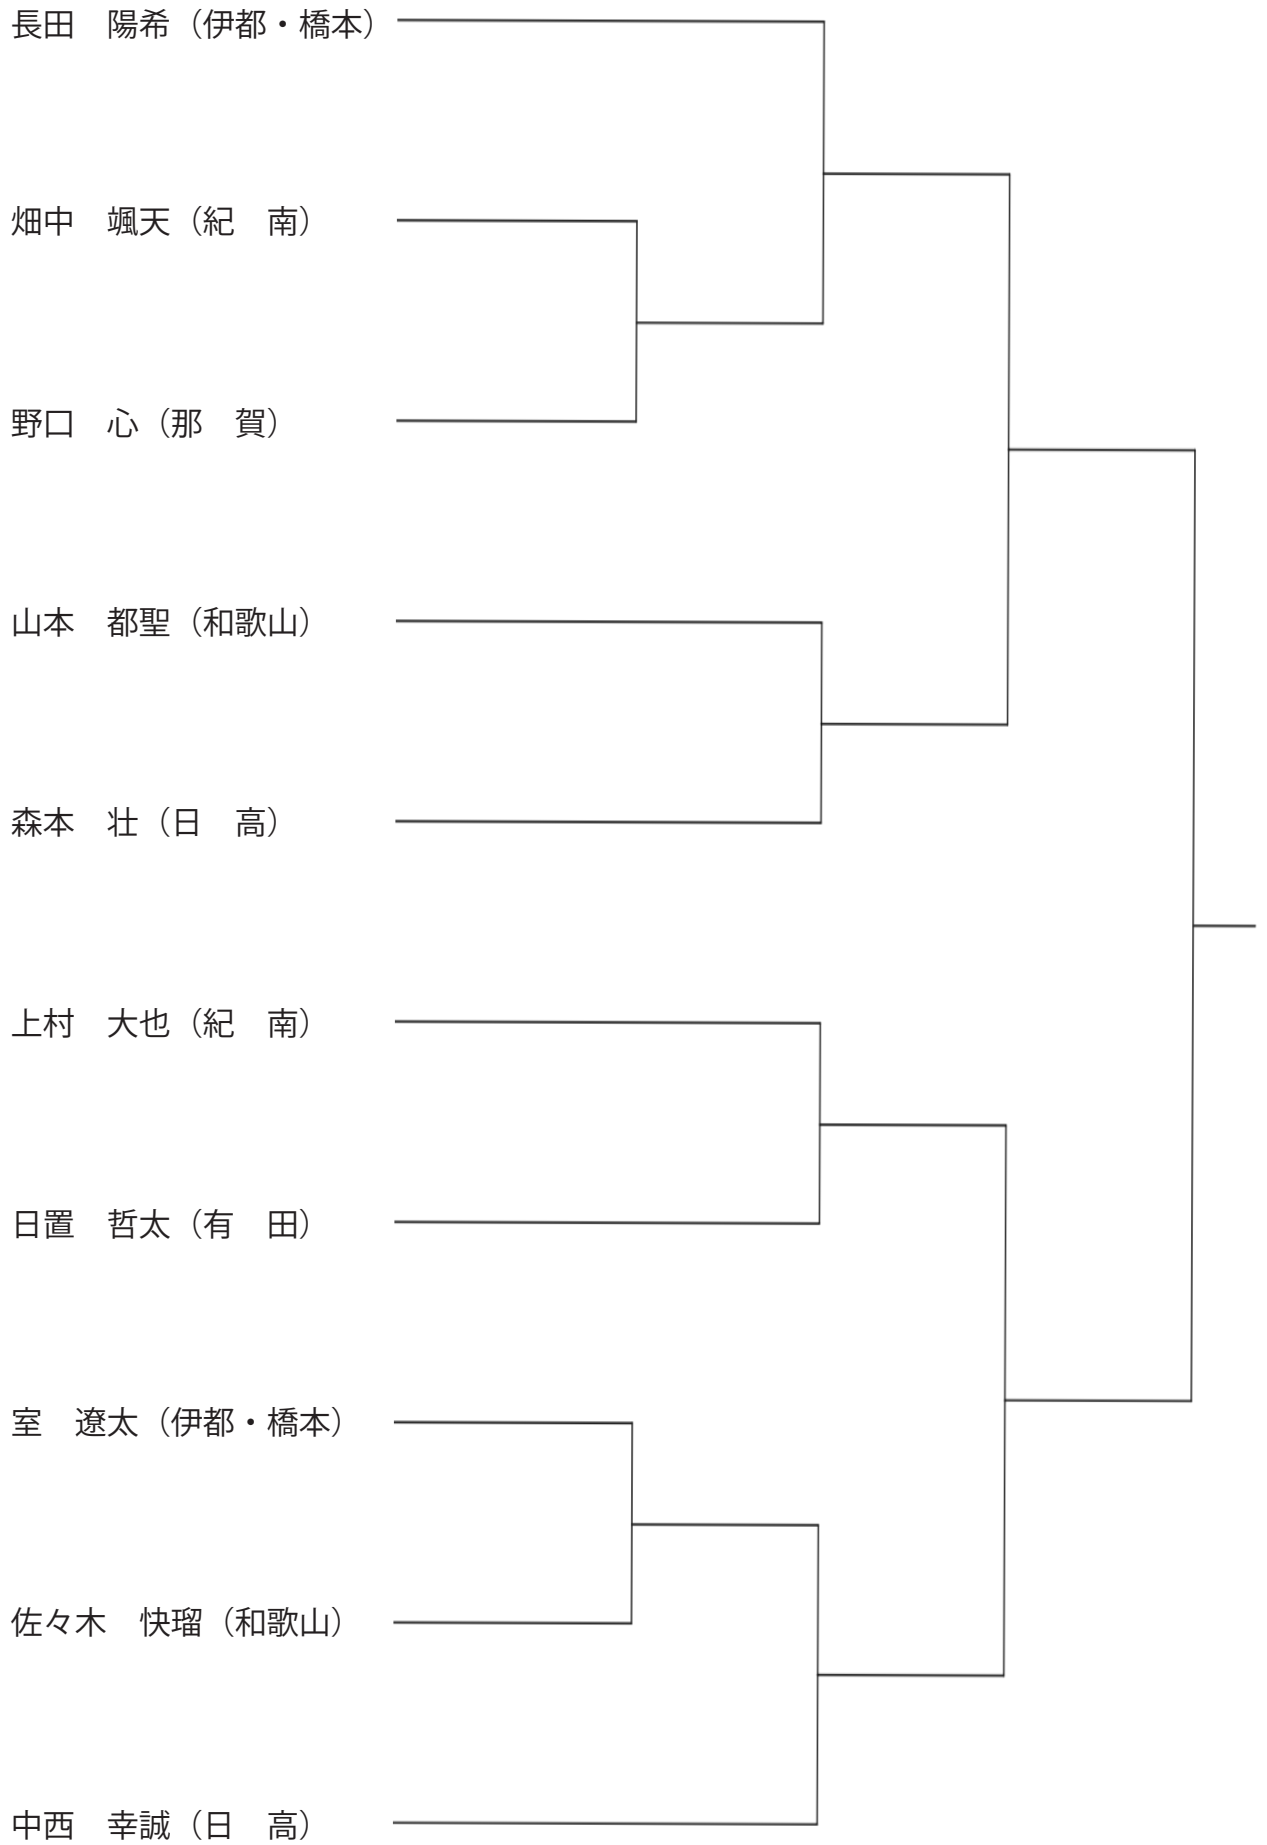 長田　陽希（伊都・橋本）
畑中　颯天（紀　南）
野口　心（那　賀）
山本　都聖（和歌山）
森本　壮（日　高）
上村　大也（紀　南）
日置　哲太（有　田）
室　遼太（伊都・橋本）
佐々木　快瑠（和歌山）
中西　幸誠（日　高）